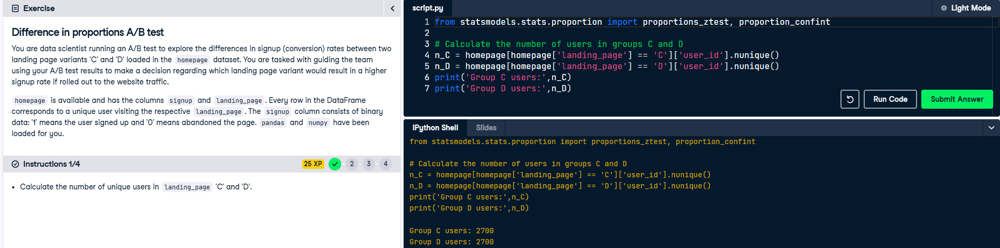 Exercise
Difference in proportions A/B test
You are data scientist running an A/B test to explore the differences in signup (conversion) rates between two
landing page variants 'C' and 'D' loaded in the homepage dataset. You are tasked with guiding the team
using your A/B test results to make a decision regarding which landing page variant would result in a higher
signup rate if rolled out to the website traffic.
homepage is available and has the columns signup and landing_page. Every row in the DataFrame
corresponds to a unique user visiting the respective landing_page. The signup column consists of binary
data: '1' means the user signed up and '0' means abandoned the page. pandas and numpy have been
loaded for you.
Instructions 1/4
25 XP
2
3
4
• Calculate the number of unique users in landing_page 'C' and 'D'.
script.py
Light Mode
1 from statsmodels.stats.proportion import proportions_ztest, proportion_confint
2
3 # Calculate the number of users in groups C and D
4 n_C = homepage[homepage['landing_page'] == 'C']['user_id'].nunique()
5 n_D = homepage[homepage['landing_page'] == 'D']['user_id'].nunique()
6 print('Group C users:',n_C)
7 print('Group D users:',n_D)
Run Code
Submit Answer
IPython Shell
Slides
from statsmodels.stats.proportion import proportions_ztest, proportion_confint
# Calculate the number of users in groups C and D
n_C = homepage[homepage['landing_page'] == 'C']['user_id'].nunique()
n_D = homepage[homepage['landing_page'] == 'D']['user_id'].nunique()
print('Group C users:',n_C)
print('Group D users:',n_D)
Group C users: 2700
Group D users: 2700